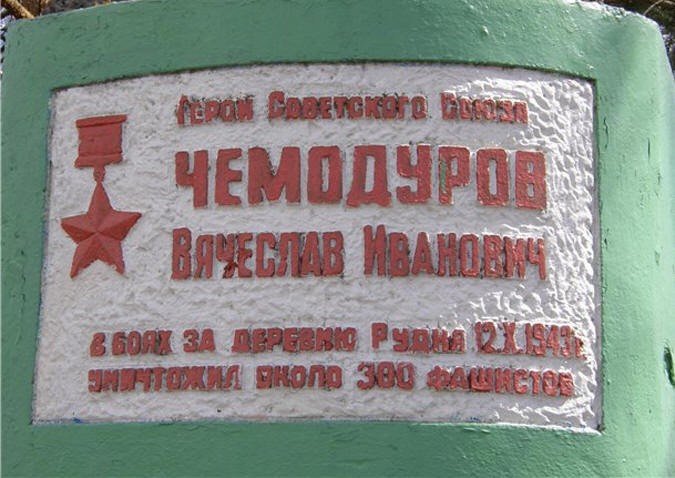 Герой Советского Союза
ЧЕМОДУРОВ
Вячеслав Иванович
в боях за деревню Рудня 12.X.1943г
уничтожил около 300 фашистов